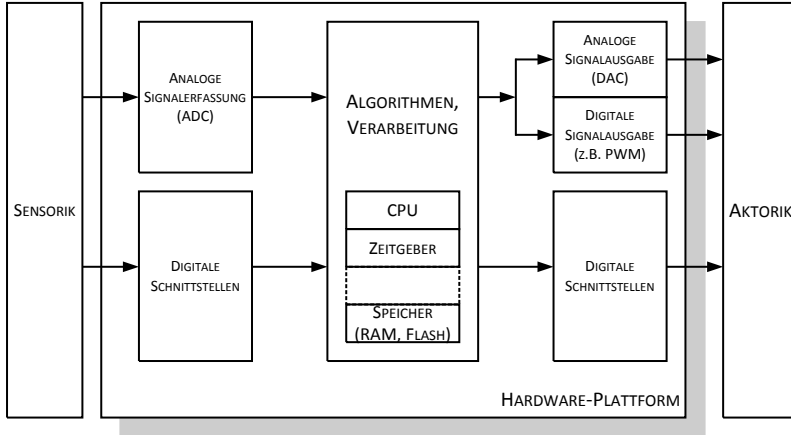 Sensorik
Analoge
Signalerfassung
(ADC)
Digitale
Schnittstellen
Algorithmen,
Verarbeitung
CPU
Zeitgeber
Speicher
(RAM, Flash)
Analoge
Signalausgabe
(DAC)
Digitale
Signalausgabe
(z.B. PWM)
Digitale
Schnittstellen
Hardware-Plattform
Aktorik